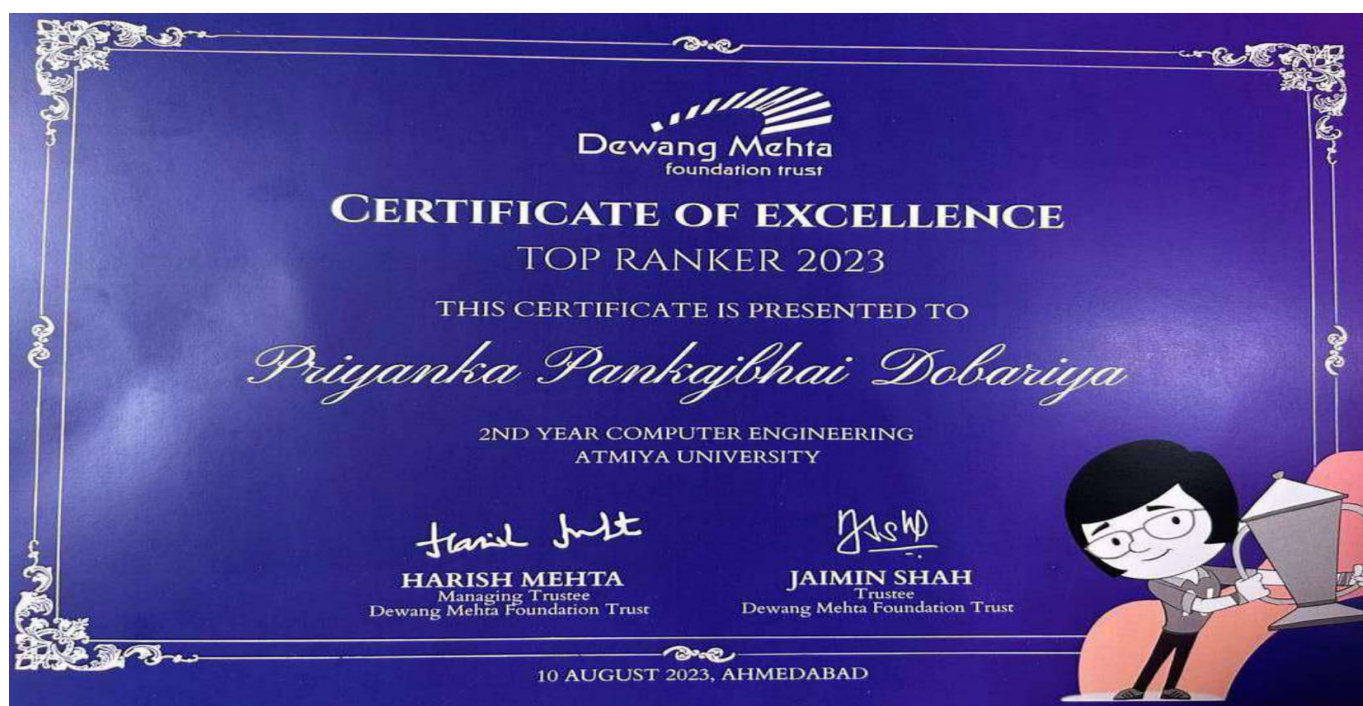 Dewang Mehta
foundation trust
CERTIFICATE OF EXCELLENCE
TOP RANKER 2023
THIS CERTIFICATE IS PRESENTED TO
Priyanka Pankajbhai Dobariya
2ND YEAR COMPUTER ENGINEERING
ATMIYA UNIVERSITY
HARISH MEHTA
Managing Trustee
Dewang Mehta Foundation Trust
JAIMIN SHAH
Trustee
Dewang Mehta Foundation Trust
10 AUGUST 2023, AHMEDABAD